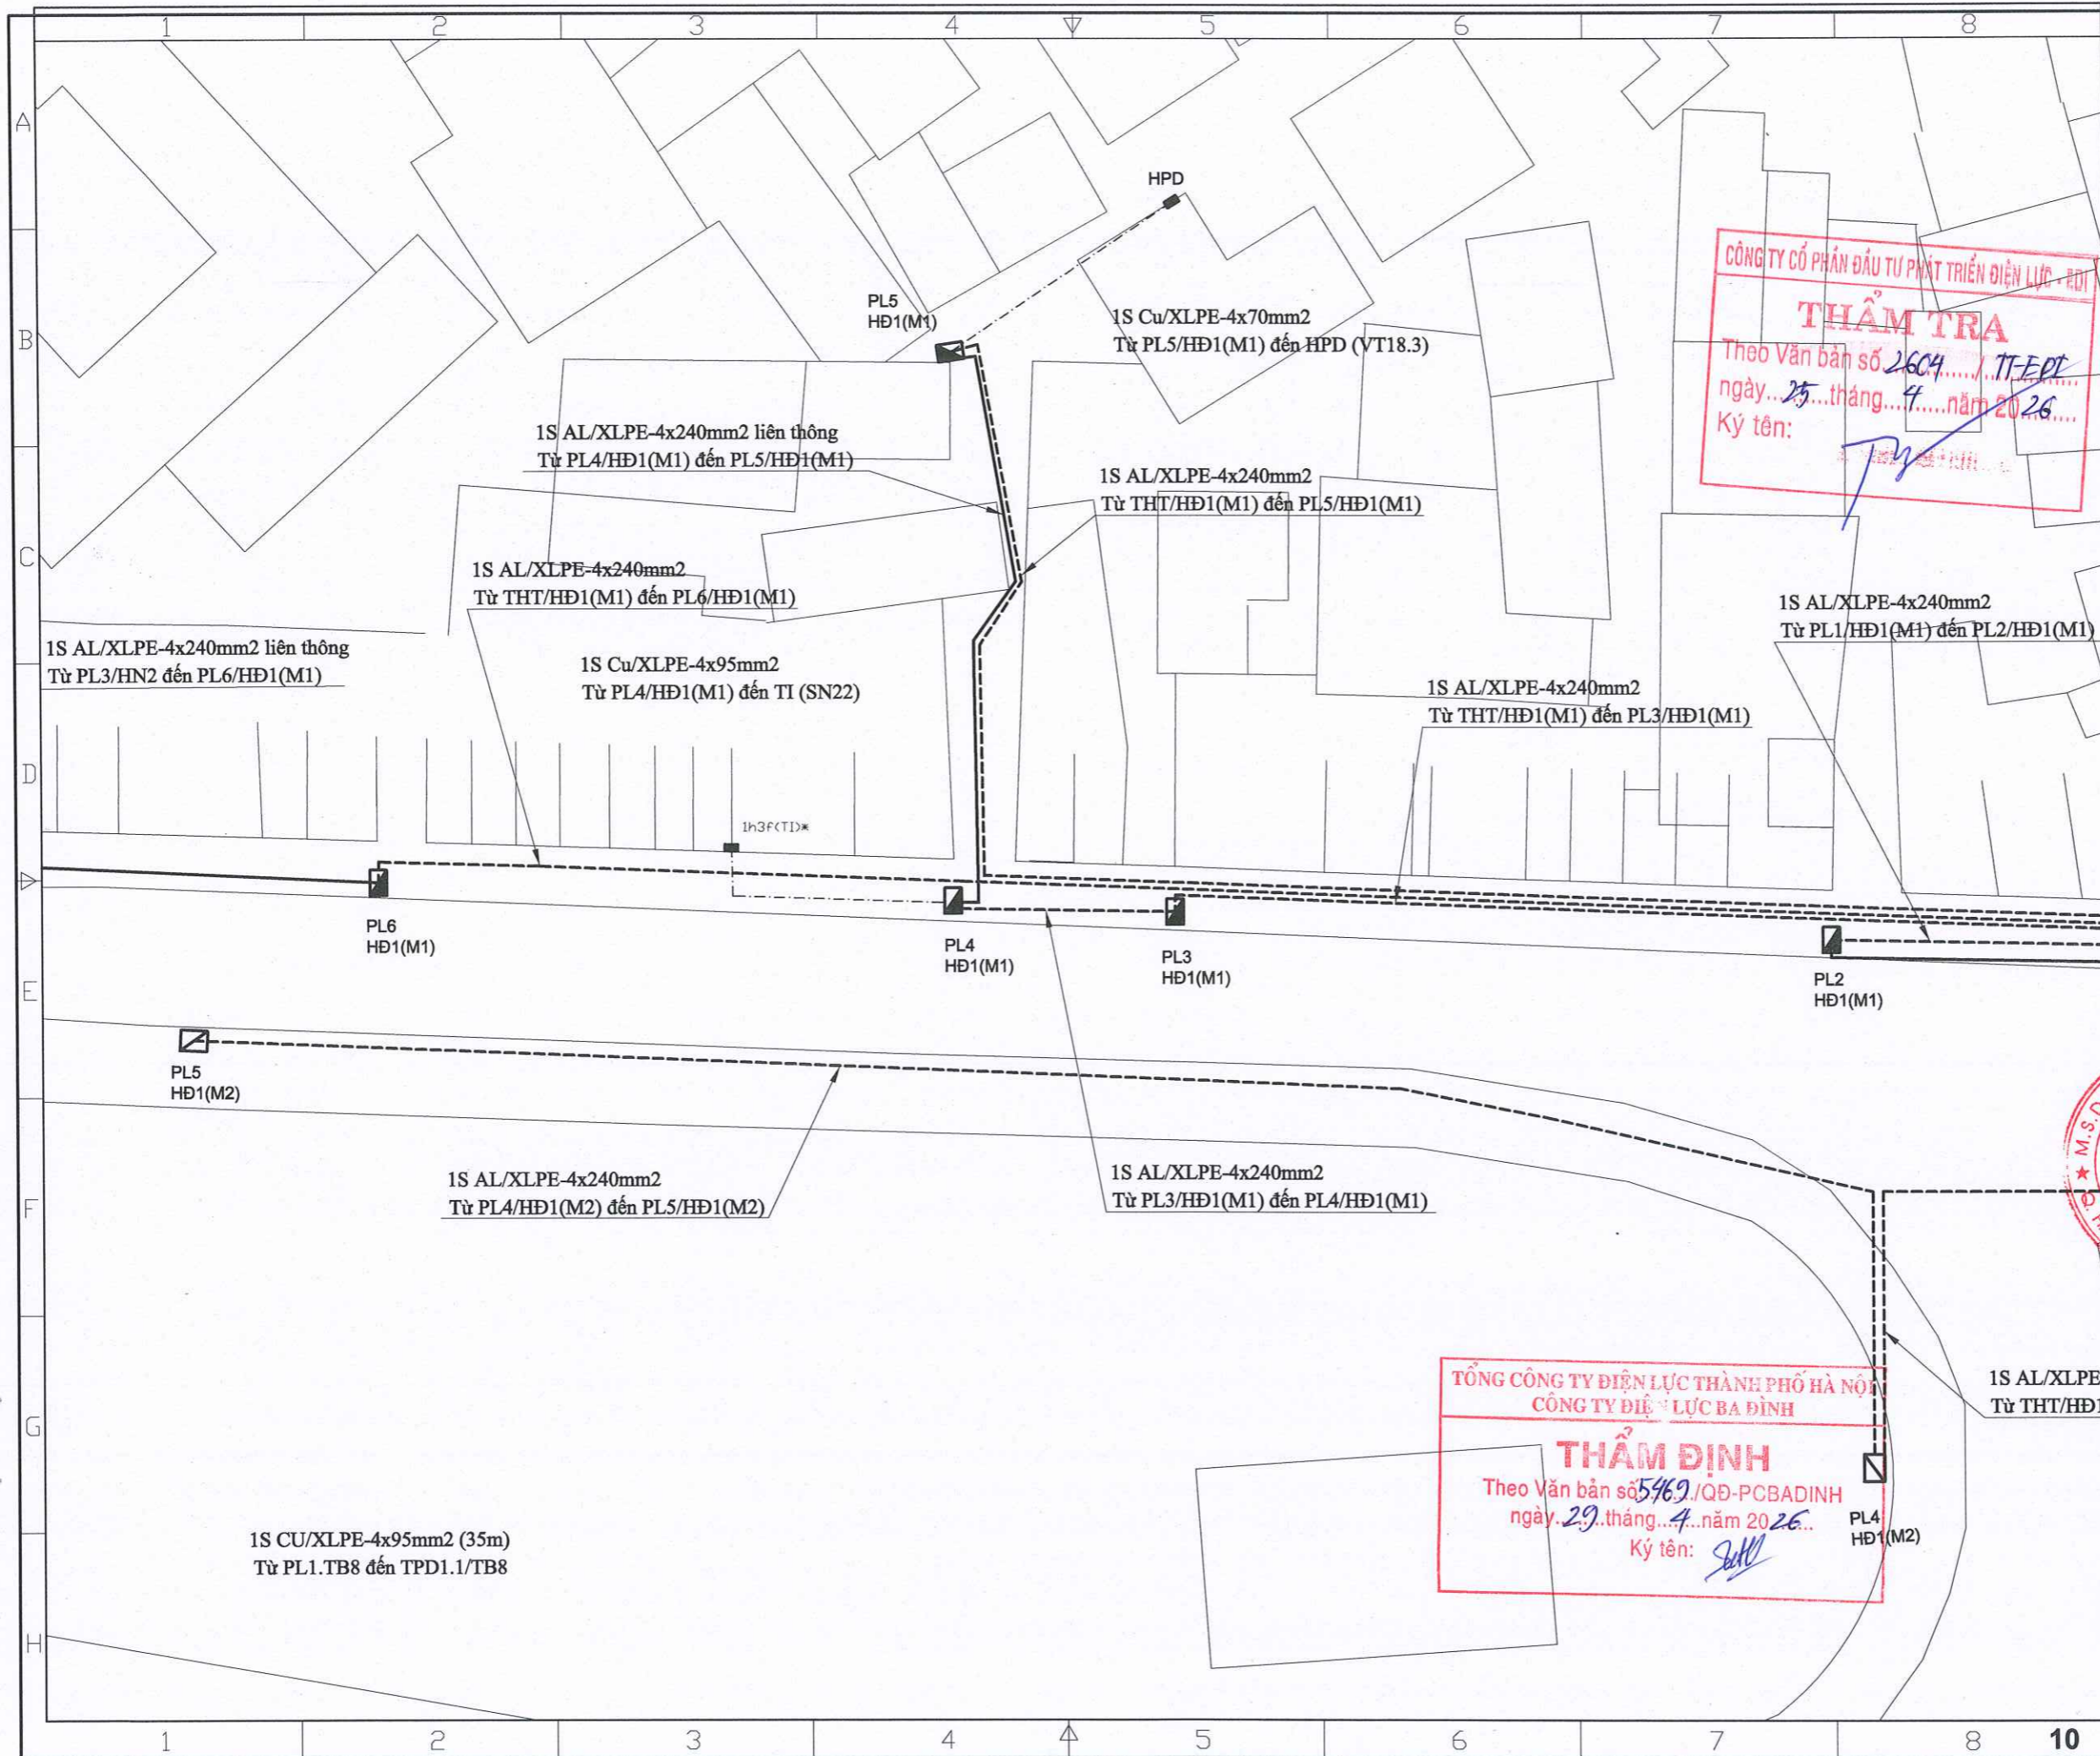 1 2 3 4 5 6 7 8
A
HPD
CÔNG TY CỔ PHẦN ĐẦU TƯ PHÁT TRIỂN ĐIỆN LỰC - EDI
THẨM TRA
Theo Văn bản số 2604 / TT-EDI
ngày...25...tháng...4...năm 2026
Ký tên:
PL5
HĐ1(M1)
1S Cu/XLPE-4x70mm2
Từ PL5/HĐ1(M1) đến HPD (VT18.3)
B
1S AL/XLPE-4x240mm2 liên thông
Từ PL4/HĐ1(M1) đến PL5/HĐ1(M1)
1S AL/XLPE-4x240mm2
Từ THT/HĐ1(M1) đến PL5/HĐ1(M1)
C
1S AL/XLPE-4x240mm2
Từ THT/HĐ1(M1) đến PL6/HĐ1(M1)
1S AL/XLPE-4x240mm2
Từ PL1/HĐ1(M1) đến PL2/HĐ1(M1)
1S AL/XLPE-4x240mm2 liên thông
Từ PL3/HN2 đến PL6/HĐ1(M1)
1S Cu/XLPE-4x95mm2
Từ PL4/HĐ1(M1) đến TI (SN22)
1S AL/XLPE-4x240mm2
Từ THT/HĐ1(M1) đến PL3/HĐ1(M1)
D
1h3f(TI)*
PL6
HĐ1(M1)
PL4
HĐ1(M1)
PL3
HĐ1(M1)
PL2
HĐ1(M1)
E
PL5
HĐ1(M2)
M.S.D
1S AL/XLPE-4x240mm2
Từ PL4/HĐ1(M2) đến PL5/HĐ1(M2)
1S AL/XLPE-4x240mm2
Từ PL3/HĐ1(M1) đến PL4/HĐ1(M1)
F
1S AL/XLPE
Từ THT/HĐ1
G
TỔNG CÔNG TY ĐIỆN LỰC THÀNH PHỐ HÀ NỘI
CÔNG TY ĐIỆN LỰC BA ĐÌNH
THẨM ĐỊNH
Theo Văn bản số 5469/QĐ-PCBADINH
ngày...29...tháng...4...năm 2026
Ký tên:
PL4
HĐ1(M2)
1S CU/XLPE-4x95mm2 (35m)
Từ PL1.TB8 đến TPD1.1/TB8
H
1 2 3 4 5 6 7 8 10